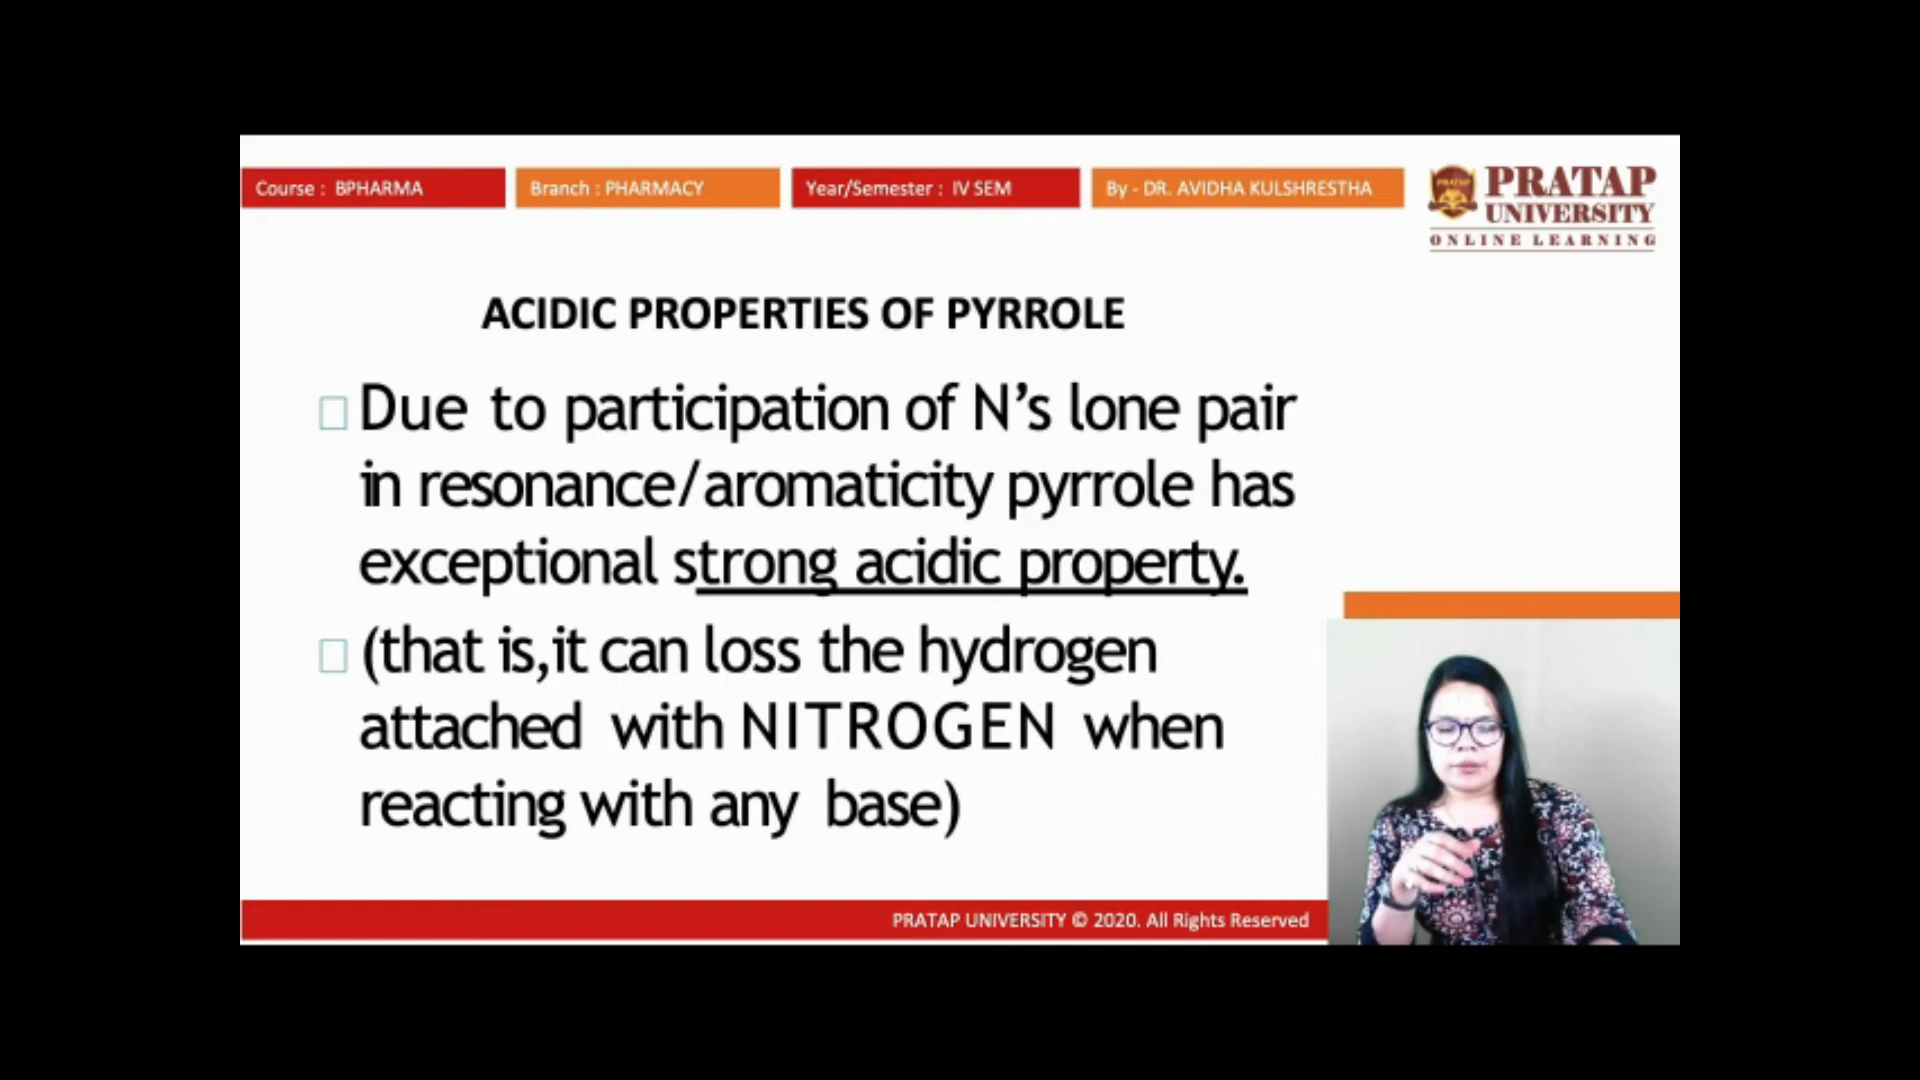 Course : BPHARMA
Branch : PHARMACY
Year/Semester : IV SEM
By - DR. AVIDHA KULSHRESTHA
PRATAP
PRATAP
UNIVERSITY
ONLINE LEARNING
ACIDIC PROPERTIES OF PYRROLE
Due to participation of N’s lone pair
in resonance/aromaticity pyrrole has
exceptional strong acidic property.
(that is,it can loss the hydrogen
attached with NITROGEN when
reacting with any base)
PRATAP UNIVERSITY © 2020. All Rights Reserved